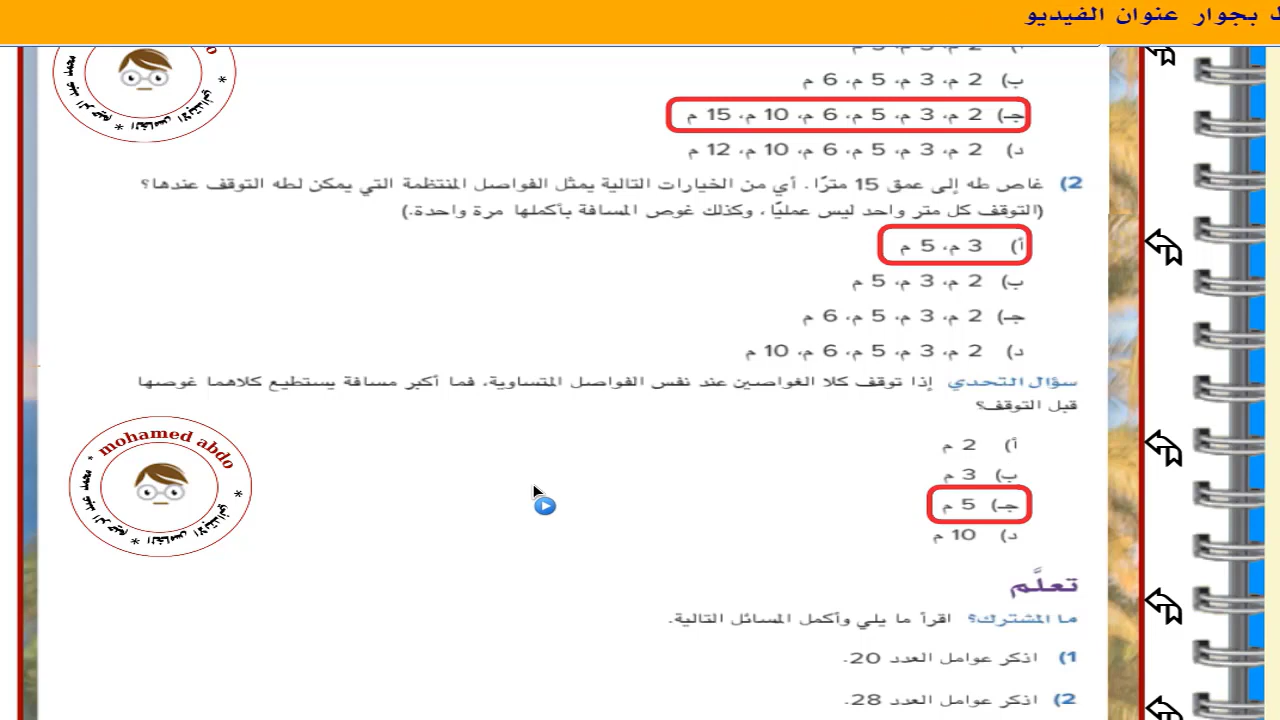 بجوار عنوان الفيديو
ب) 2 م، 3 م، 5 م، 6 م
جـ) 2 م، 3 م، 5 م، 6 م، 10 م، 15 م
د) 2 م، 3 م، 5 م، 6 م، 10 م، 12 م
2) غاص طه إلى عمق 15 مترًا. أي من الخيارات التالية يمثل الفواصل المنتظمة التي يمكن لطه التوقف عندها؟
(التوقف كل متر واحد ليس عمليًا، وكذلك غوص المسافة بأكملها مرة واحدة.)
أ) 3 م، 5 م
ب) 2 م، 3 م، 5 م
جـ) 2 م، 3 م، 5 م، 6 م
د) 2 م، 3 م، 5 م، 6 م، 10 م
سؤال التحدي إذا توقف كلا الغواصين عند نفس الفواصل المتساوية، فما أكبر مسافة يستطيع كلاهما غوصها
قبل التوقف؟
أ) 2 م
ب) 3 م
جـ) 5 م
د) 10 م
mohamed abdo
محمد عبد الرحيم * الخامس الابتدائي *
تعلَّم
ما المشترك؟ اقرأ ما يلي وأكمل المسائل التالية.
1) اذكر عوامل العدد 20.
2) اذكر عوامل العدد 28.